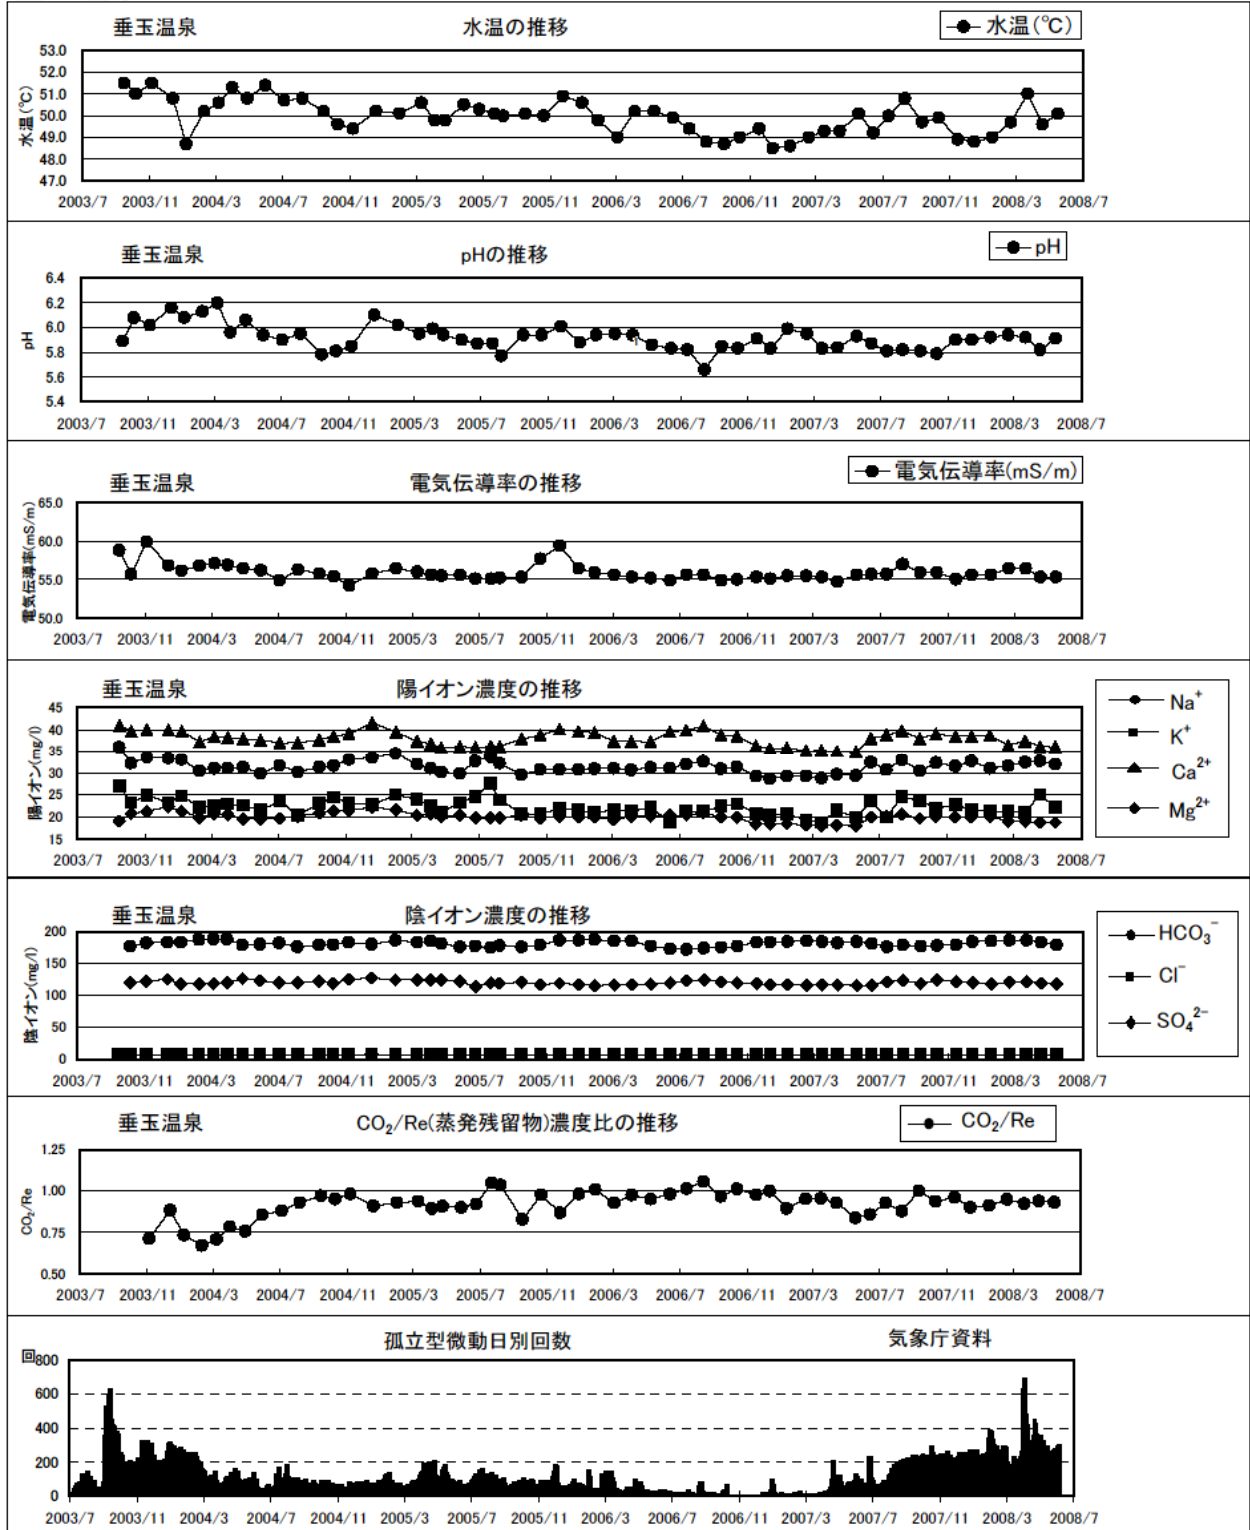 垂玉温泉 水温の推移 水温(℃)
53.0
52.0
51.0
50.0
49.0
48.0
47.0
水温(℃)
2003/7 2003/11 2004/3 2004/7 2004/11 2005/3 2005/7 2005/11 2006/3 2006/7 2006/11 2007/3 2007/7 2007/11 2008/3 2008/7
垂玉温泉 pHの推移 pH
6.4
6.2
6.0
5.8
5.6
5.4
pH
2003/7 2003/11 2004/3 2004/7 2004/11 2005/3 2005/7 2005/11 2006/3 2006/7 2006/11 2007/3 2007/7 2007/11 2008/3 2008/7
垂玉温泉 電気伝導率の推移 電気伝導率(mS/m)
65.0
60.0
55.0
50.0
電気伝導率(mS/m)
2003/7 2003/11 2004/3 2004/7 2004/11 2005/3 2005/7 2005/11 2006/3 2006/7 2006/11 2007/3 2007/7 2007/11 2008/3 2008/7
垂玉温泉 陽イオン濃度の推移
45
40
35
30
25
20
15
陽イオン(mg/l)
Na⁺
K⁺
Ca²⁺
Mg²⁺
2003/7 2003/11 2004/3 2004/7 2004/11 2005/3 2005/7 2005/11 2006/3 2006/7 2006/11 2007/3 2007/7 2007/11 2008/3 2008/7
垂玉温泉 陰イオン濃度の推移
200
150
100
50
0
陰イオン(mg/l)
HCO₃⁻
Cl⁻
SO₄²⁻
2003/7 2003/11 2004/3 2004/7 2004/11 2005/3 2005/7 2005/11 2006/3 2006/7 2006/11 2007/3 2007/7 2007/11 2008/3 2008/7
垂玉温泉 CO₂/Re(蒸発残留物)濃度比の推移 CO₂/Re
1.25
1.00
0.75
0.50
CO₂/Re
2003/7 2003/11 2004/3 2004/7 2004/11 2005/3 2005/7 2005/11 2006/3 2006/7 2006/11 2007/3 2007/7 2007/11 2008/3 2008/7
孤立型微動日別回数 気象庁資料
回
800
600
400
200
0
2003/7 2003/11 2004/3 2004/7 2004/11 2005/3 2005/7 2005/11 2006/3 2006/7 2006/11 2007/3 2007/7 2007/11 2008/3 2008/7